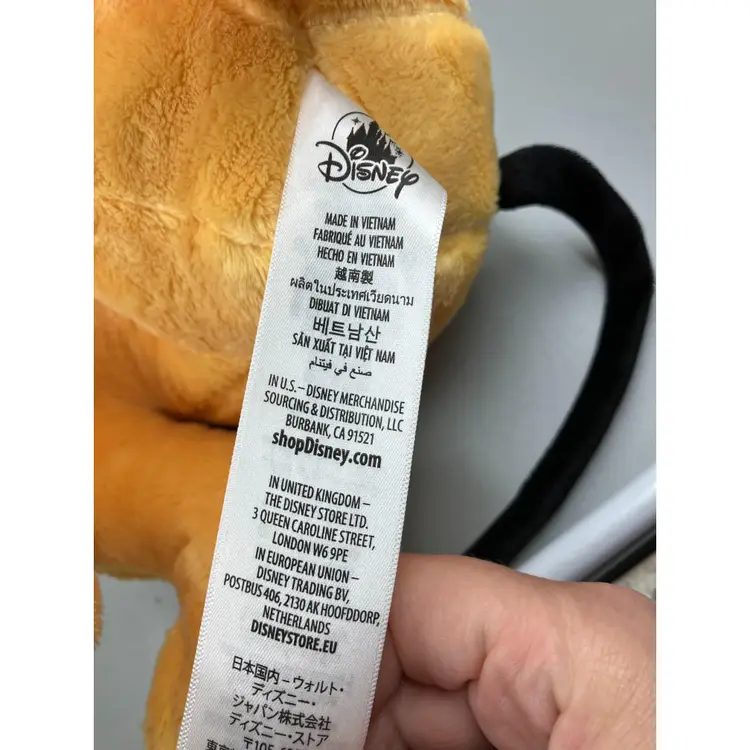 Disney
MADE IN VIETNAM
FABRIQUÉ AU VIETNAM
HECHO EN VIETNAM
越南製
ผลิตในประเทศเวียดนาม
DIBUAT DI VIETNAM
베트남산
SẢN XUẤT TẠI VIỆT NAM
صنع في فيتنام
IN U.S. – DISNEY MERCHANDISE
SOURCING & DISTRIBUTION, LLC
BURBANK, CA 91521
shopDisney.com
IN UNITED KINGDOM –
THE DISNEY STORE LTD.
3 QUEEN CAROLINE STREET,
LONDON W6 9PE
IN EUROPEAN UNION –
DISNEY TRADING BV,
POSTBUS 406, 2130 AK HOOFDDORP,
NETHERLANDS
DISNEYSTORE.EU
日本国内 – ウォルト・
ディズニー・
ジャパン株式会社
ディズニー・ストア